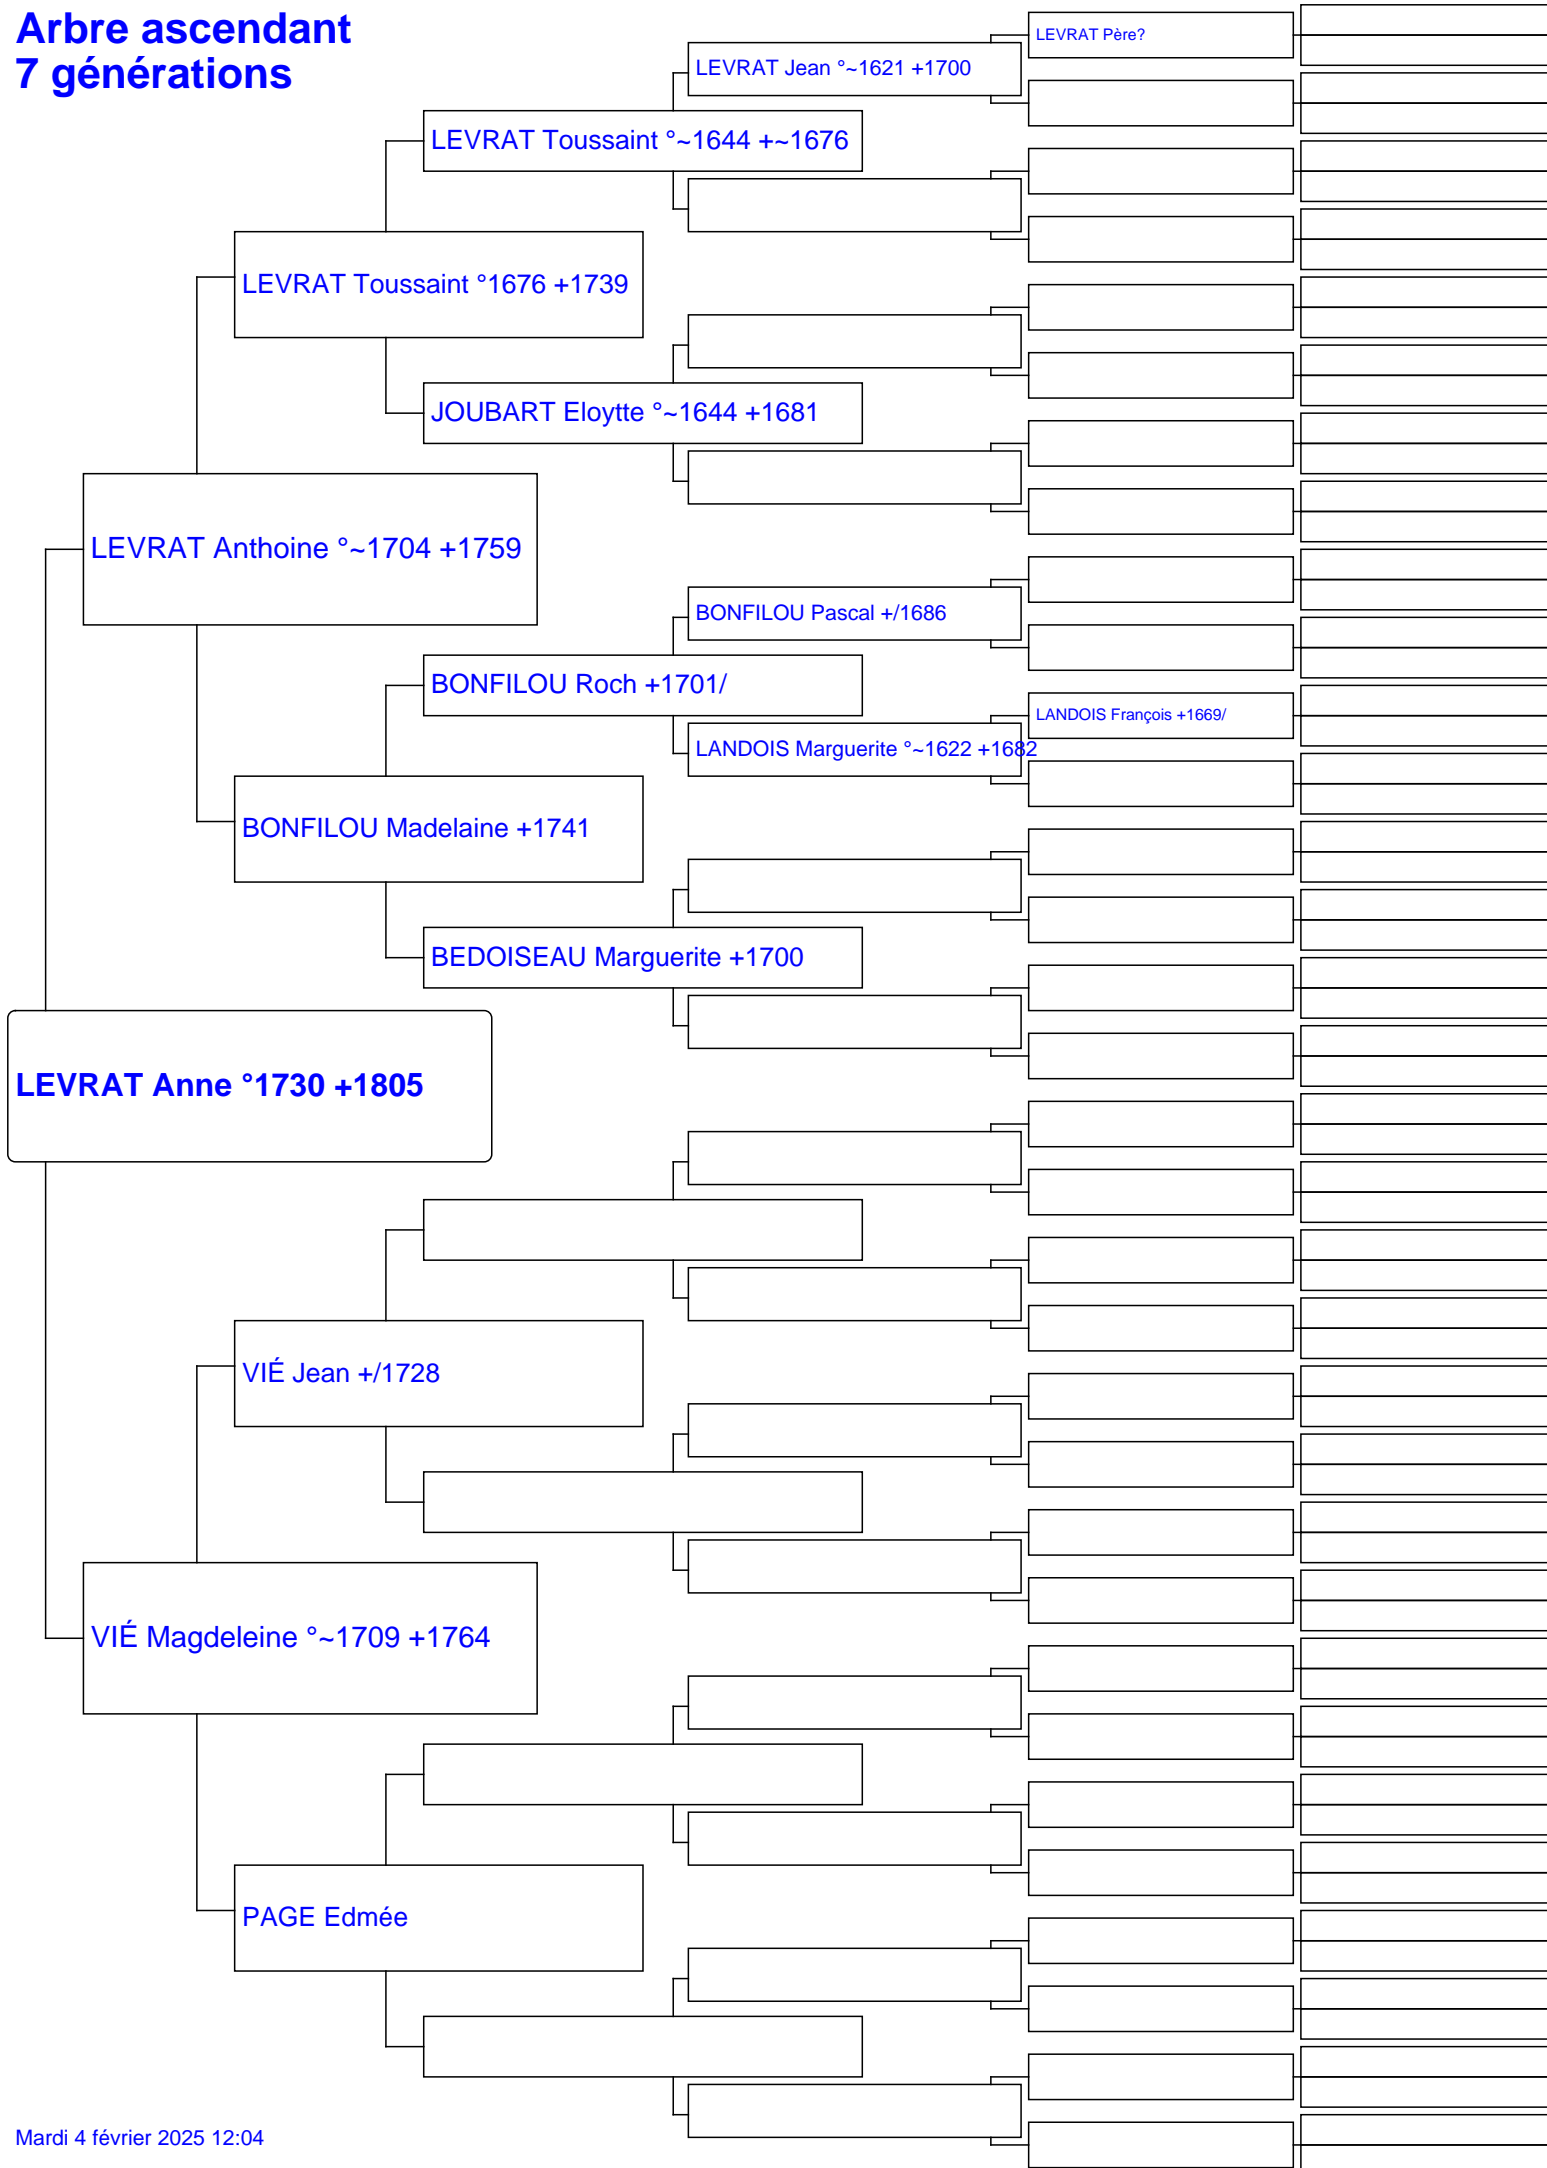 Arbre ascendant
7 générations
LEVRAT Père?
LEVRAT Jean °~1621 +1700
LEVRAT Toussaint °~1644 +~1676
LEVRAT Toussaint °1676 +1739
JOUBART Eloytte °~1644 +1681
LEVRAT Anthoine °~1704 +1759
BONFILOU Pascal +/1686
BONFILOU Roch +1701/
LANDOIS François +1669/
LANDOIS Marguerite °~1622 +1682
BONFILOU Madelaine +1741
BEDOISEAU Marguerite +1700
LEVRAT Anne °1730 +1805
VIÉ Jean +/1728
VIÉ Magdeleine °~1709 +1764
PAGE Edmée
Mardi 4 février 2025 12:04